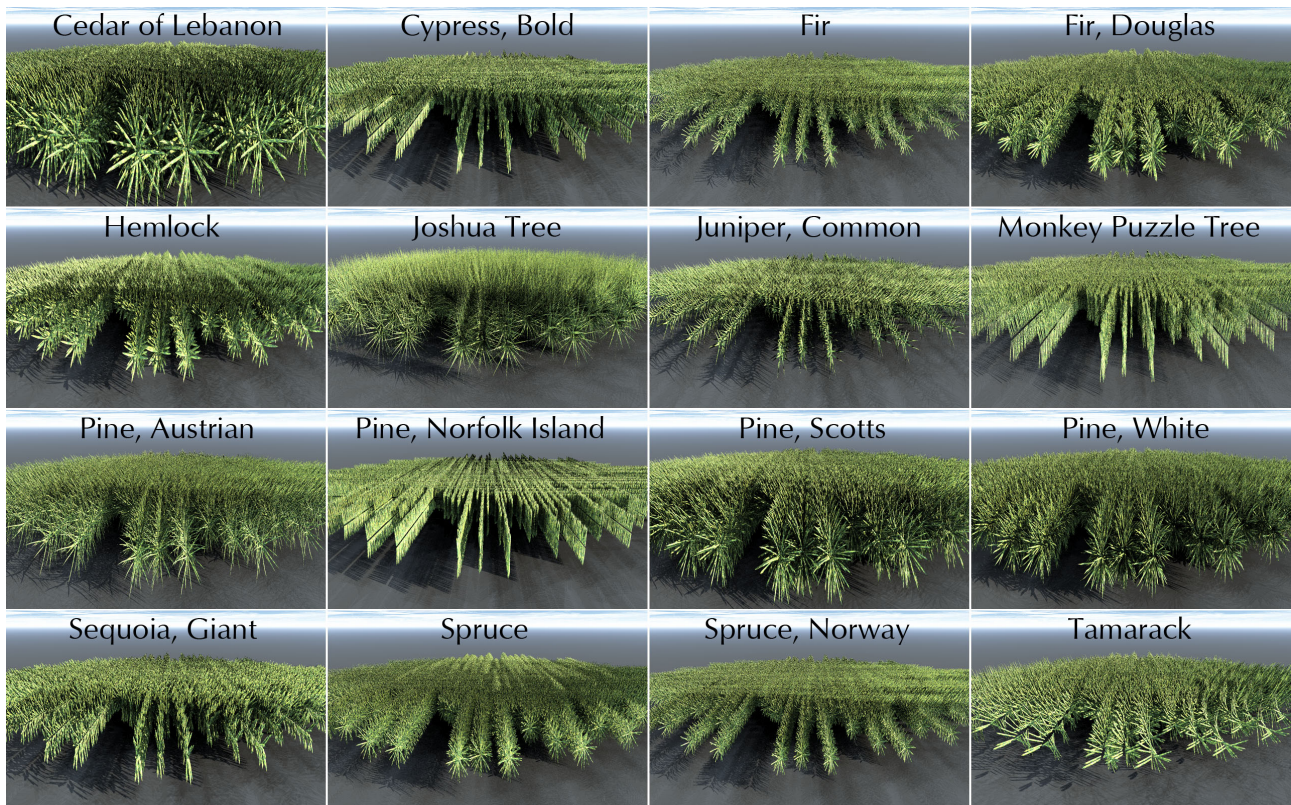 Cedar of Lebanon
Cypress, Bold
Fir
Fir, Douglas
Hemlock
Joshua Tree
Juniper, Common
Monkey Puzzle Tree
Pine, Austrian
Pine, Norfolk Island
Pine, Scotts
Pine, White
Sequoia, Giant
Spruce
Spruce, Norway
Tamarack